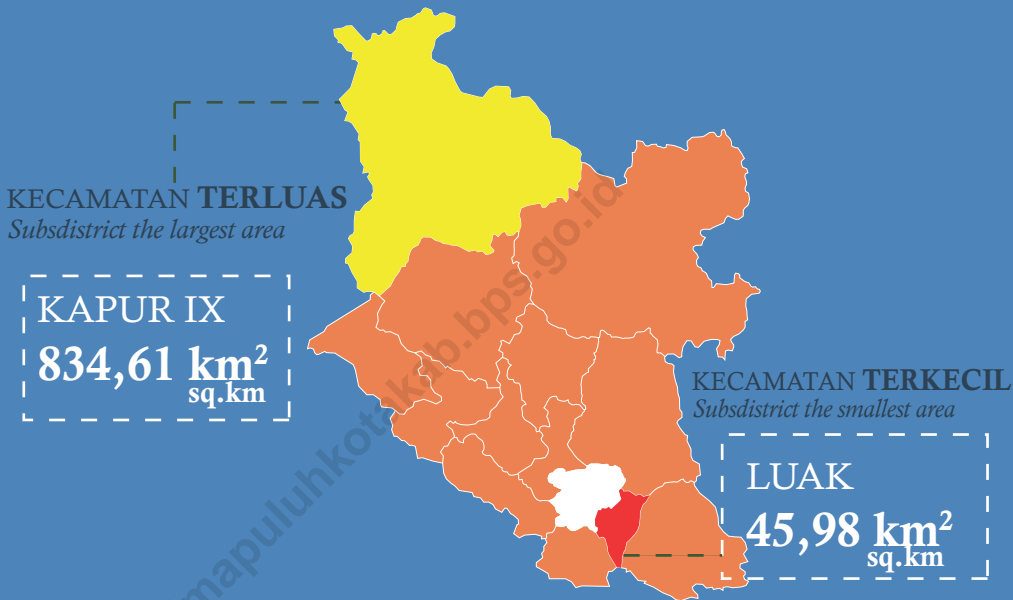 KECAMATAN TERLUAS
Subsdistrict the largest area
KAPUR IX
834,61 km²
sq.km
KECAMATAN TERKECIL
Subsdistrict the smallest area
LUAK
45,98 km²
sq.km
mapuluhkotakab.bps.go.id